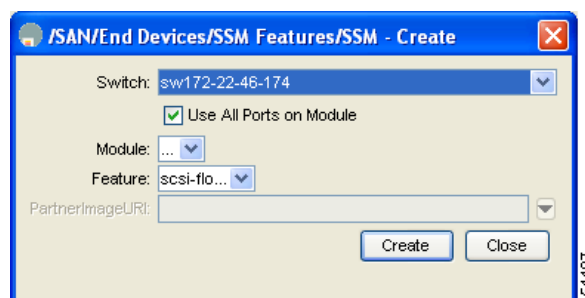 /SAN/End Devices/SSM Features/SSM - Create
Switch: sw172-22-46-174
Use All Ports on Module
Module: ...
Feature: scsi-flo...
PartnerImageURI:
Create Close